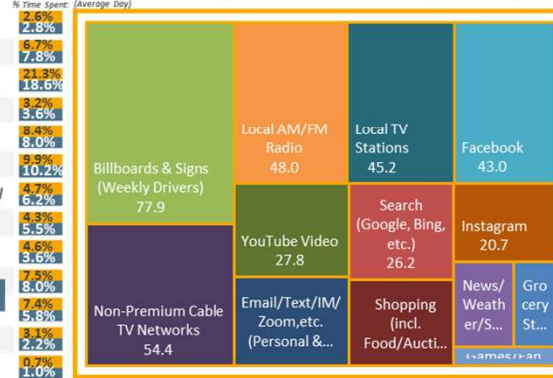 % Time Spent: (Average Day)
2.6%
2.8%
6.7%
7.8%
21.3%
18.6%
3.2%
3.6%
8.4%
8.0%
9.9%
10.2%
4.7%
6.2%
4.3%
5.5%
4.6%
3.6%
7.5%
8.0%
7.4%
5.8%
3.1%
2.2%
0.7%
1.0%
Billboards & Signs
(Weekly Drivers)
77.9
Non-Premium Cable
TV Networks
54.4
Local AM/FM
Radio
48.0
Local TV
Stations
45.2
Facebook
43.0
YouTube Video
27.8
Search
(Google, Bing,
etc.)
26.2
Instagram
20.7
Email/Text/IM/
Zoom,etc.
(Personal &...
Shopping
(incl.
Food/Aucti...
News/
Weath
er/S...
Gro
cery
St...